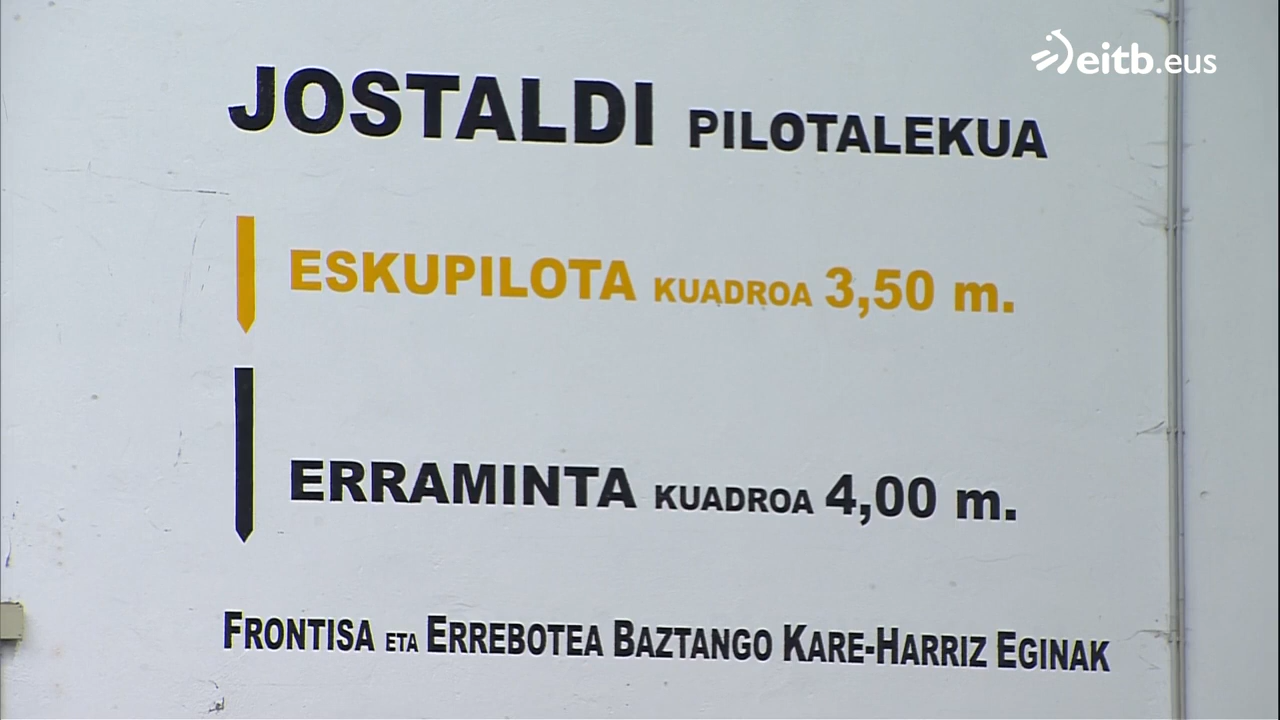 eitb.eus
JOSTALDI PILOTALEKUA
ESKUPILOTA KUADROA 3,50 m.
ERRAMINTA KUADROA 4,00 m.
FRONTISA ETA ERREBOTEA BAZTANGO KARE-HARRIZ EGINAK